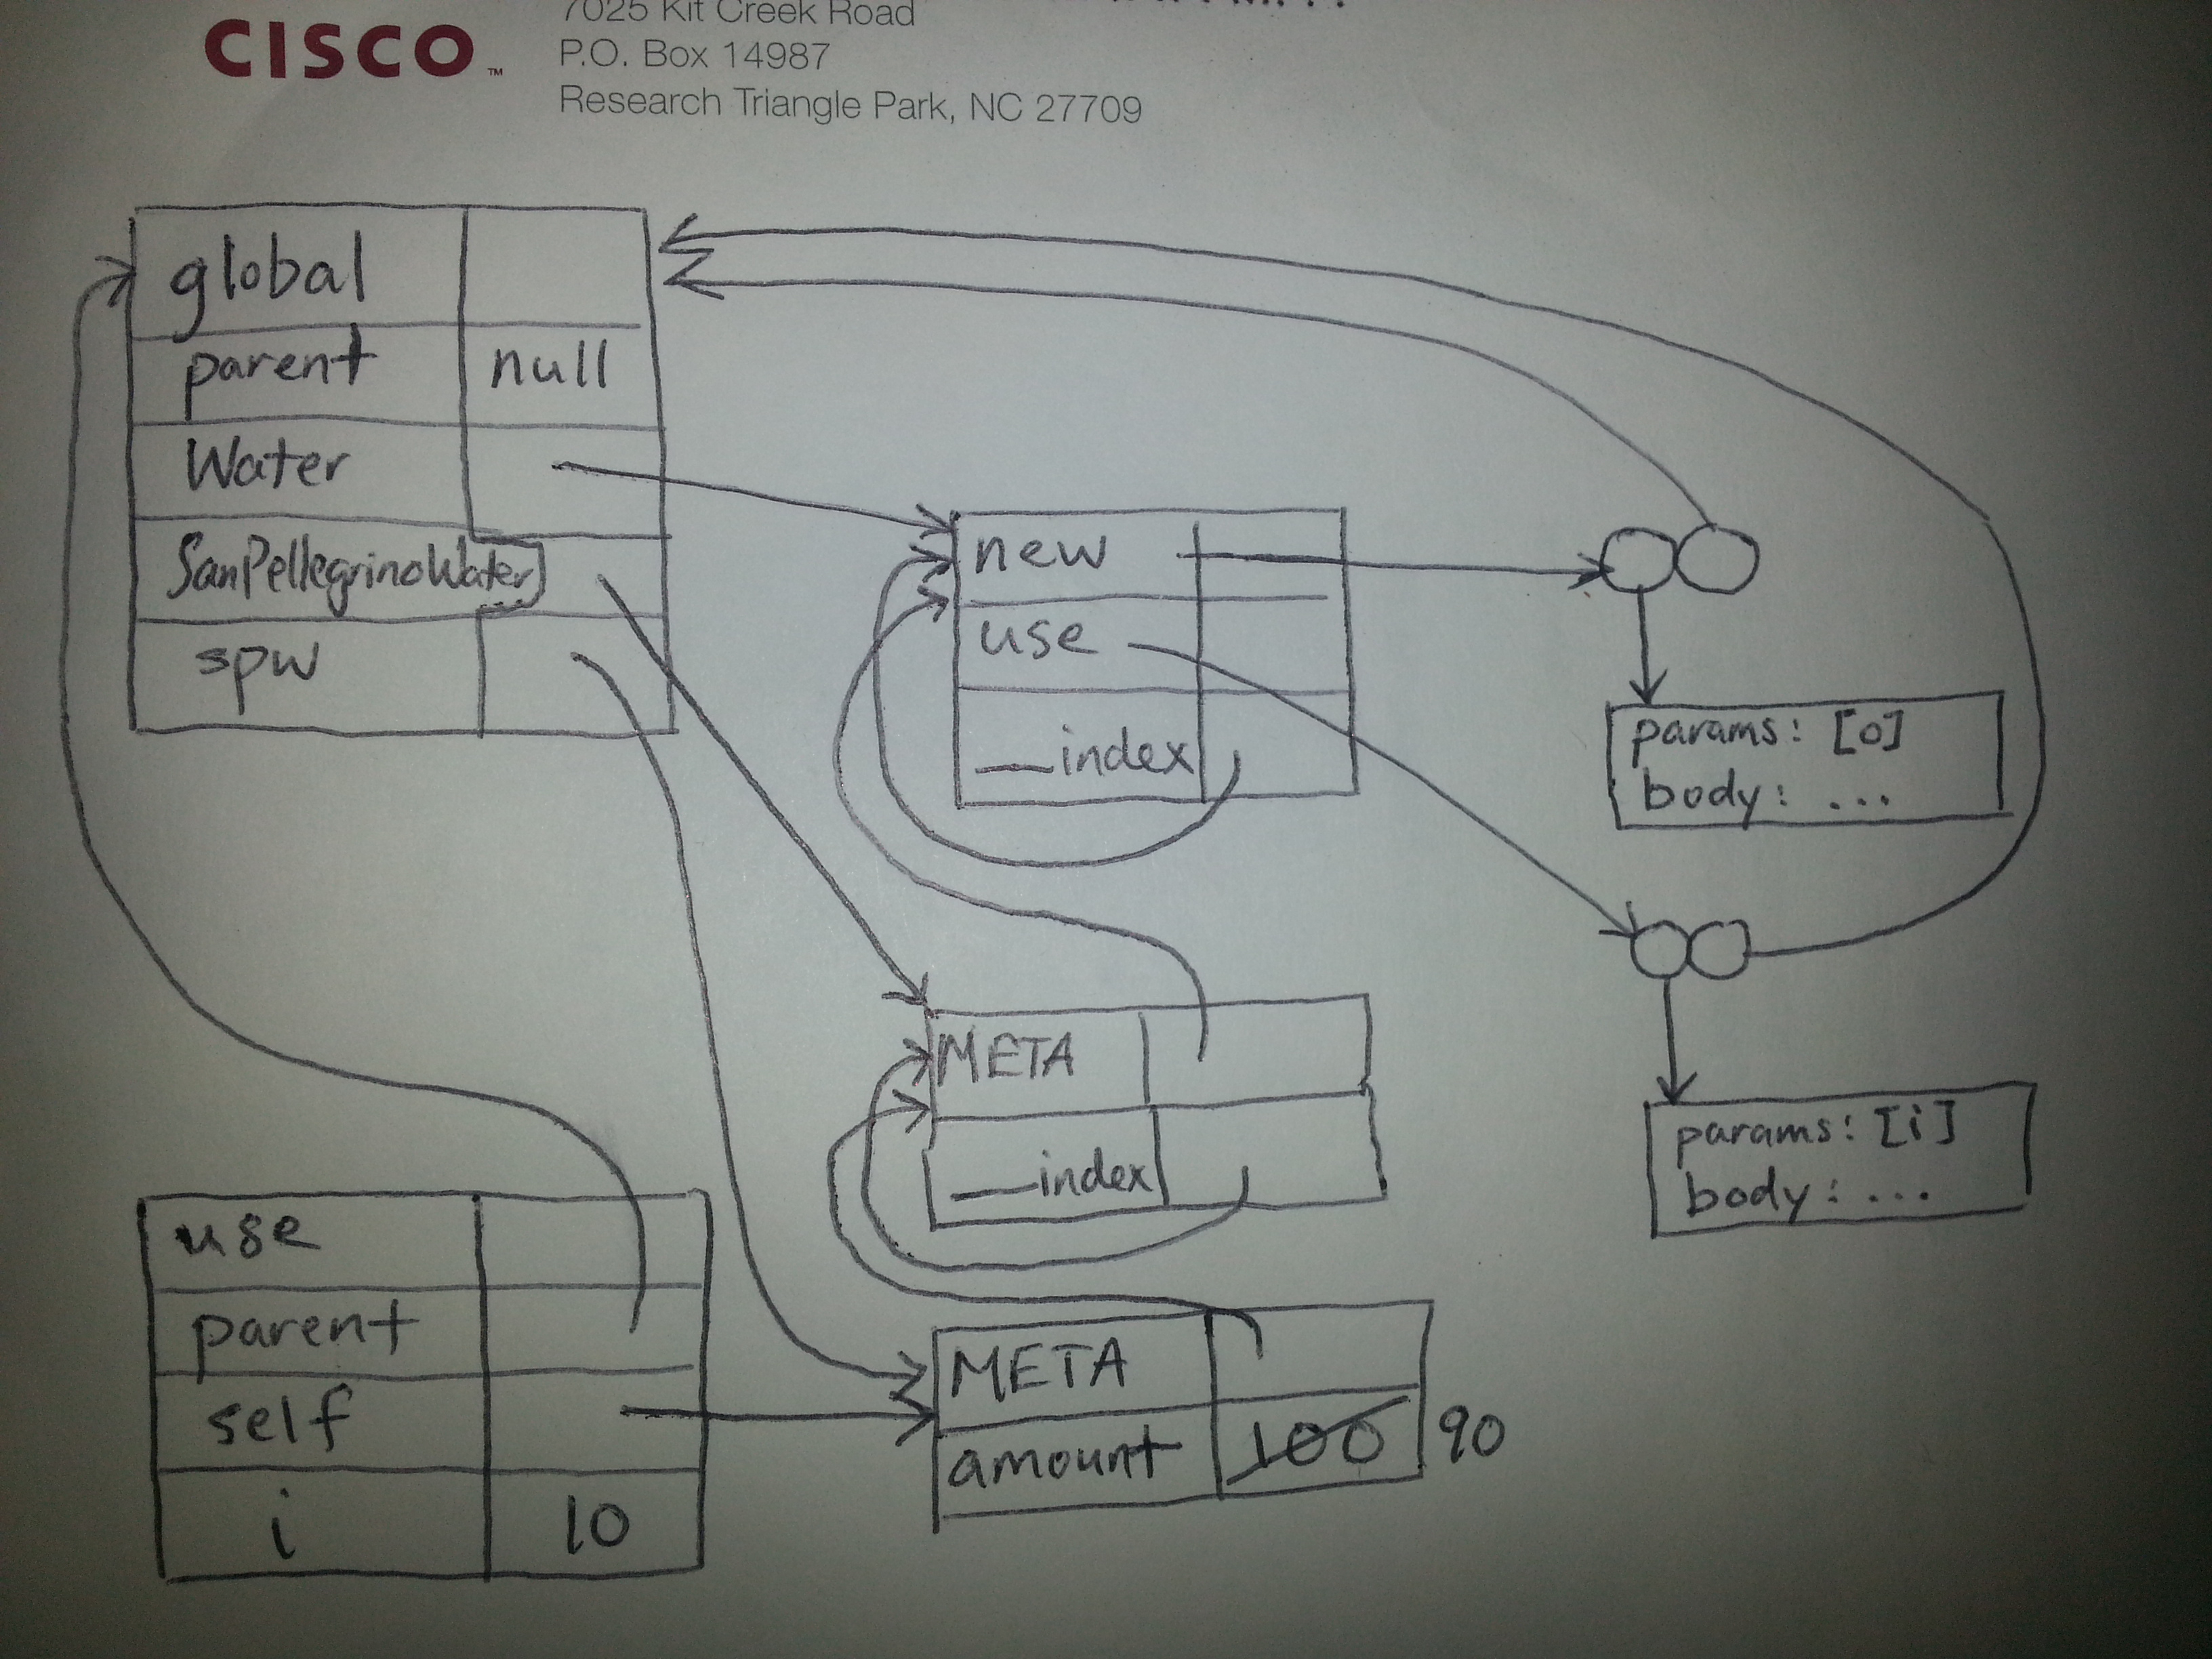 CISCO™
7025 Kit Creek Road
P.O. Box 14987
Research Triangle Park, NC 27709
global
parent null
Water
SanPellegrinoWater
spw
new
use
__index
params: [o]
body: ...
META
__index
params: [i]
body: ...
use
parent
self
i 10
META
amount 100 90